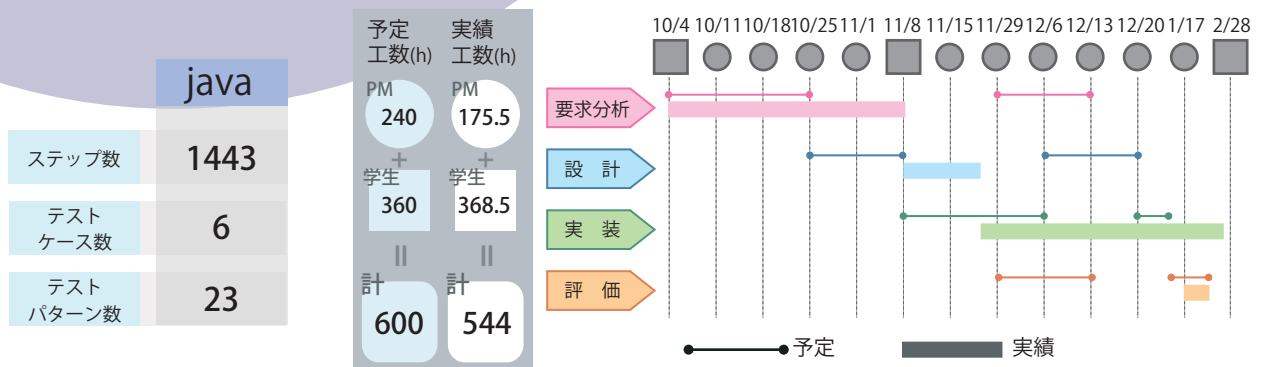 java
ステップ数
1443
テスト
ケース数
6
テスト
パターン数
23
予定
工数(h)
実績
工数(h)
PM
240
PM
175.5
+
+
学生
360
学生
368.5
=
=
計
600
計
544
10/4 10/11 10/18 10/25 11/1 11/8 11/15 11/29 12/6 12/13 12/20 1/17 2/28
要求分析
設 計
実 装
評 価
予定
実績